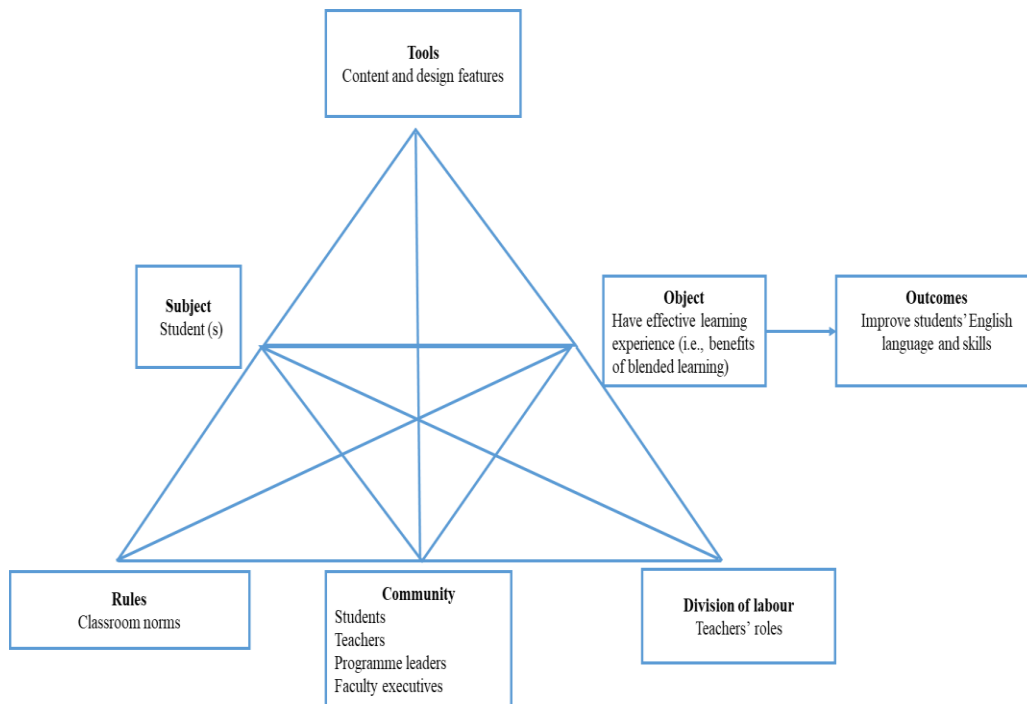 Tools
Content and design features
Subject
Student (s)
Object
Have effective learning
experience (i.e., benefits
of blended learning)
Outcomes
Improve students' English
language and skills
Rules
Classroom norms
Community
Students
Teachers
Programme leaders
Faculty executives
Division of labour
Teachers' roles